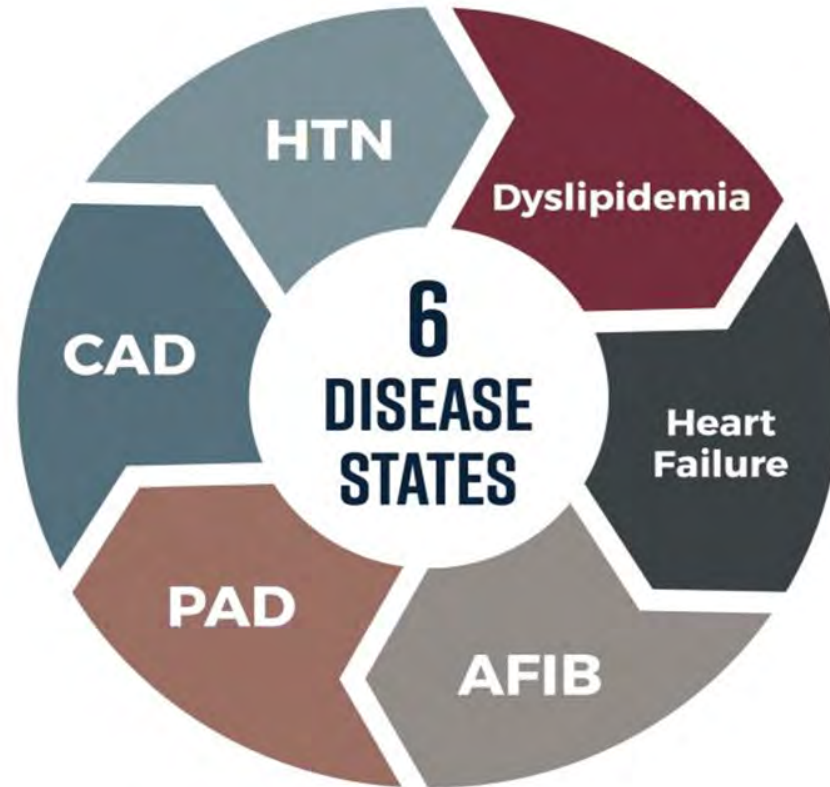 HTN
Dyslipidemia
Heart
Failure
AFIB
PAD
CAD
6
DISEASE
STATES